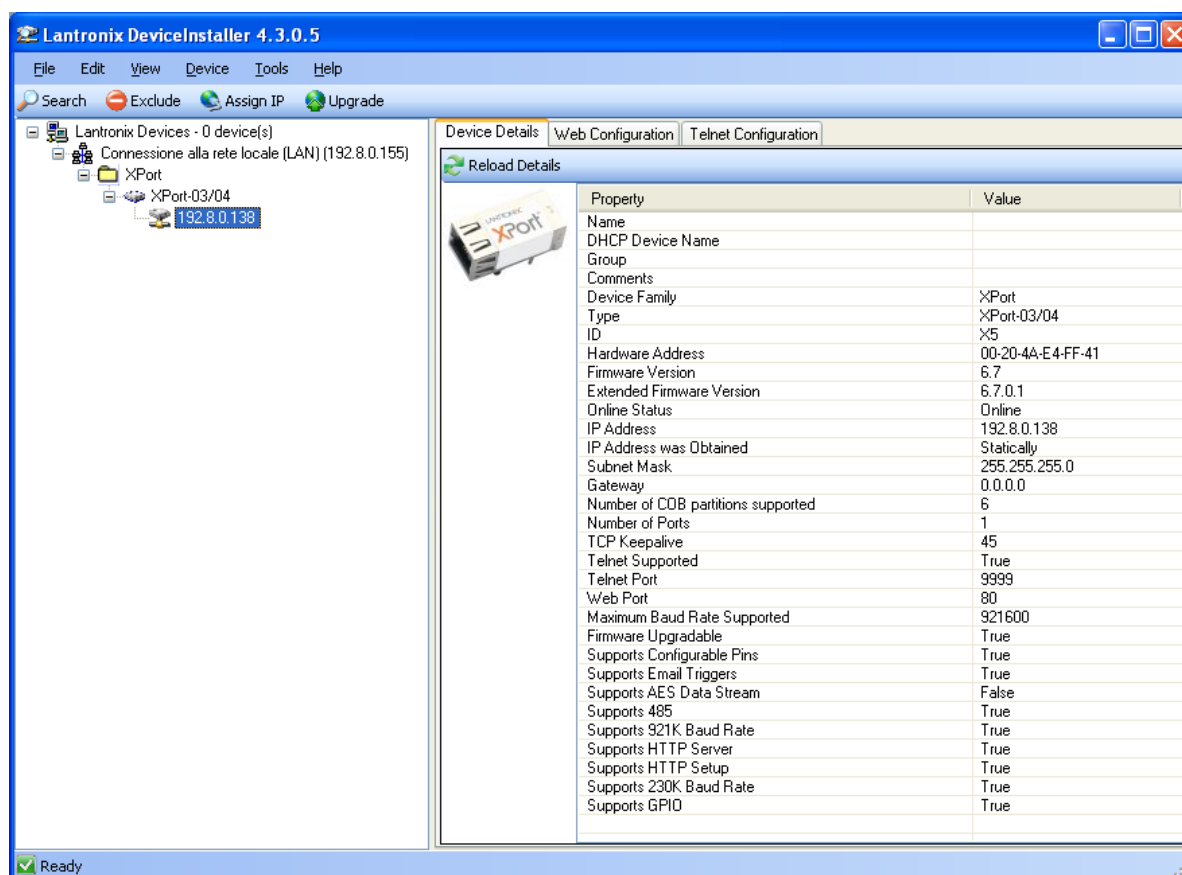 Lantronix DeviceInstaller 4.3.0.5
File Edit View Device Tools Help
Search Exclude Assign IP Upgrade
Lantronix Devices - 0 device(s)
Connessione alla rete locale (LAN) (192.8.0.155)
XPort
XPort-03/04
192.8.0.138
Device Details Web Configuration Telnet Configuration
Reload Details
LANTRONIX
XPort
Property Value
Name
DHCP Device Name
Group
Comments
Device Family XPort
Type XPort-03/04
ID X5
Hardware Address 00-20-4A-E4-FF-41
Firmware Version 6.7
Extended Firmware Version 6.7.0.1
Online Status Online
IP Address 192.8.0.138
IP Address was Obtained Statically
Subnet Mask 255.255.255.0
Gateway 0.0.0.0
Number of COB partitions supported 6
Number of Ports 1
TCP Keepalive 45
Telnet Supported True
Telnet Port 9999
Web Port 80
Maximum Baud Rate Supported 921600
Firmware Upgradable True
Supports Configurable Pins True
Supports Email Triggers True
Supports AES Data Stream False
Supports 485 True
Supports 921K Baud Rate True
Supports HTTP Server True
Supports HTTP Setup True
Supports 230K Baud Rate True
Supports GPIO True
Ready